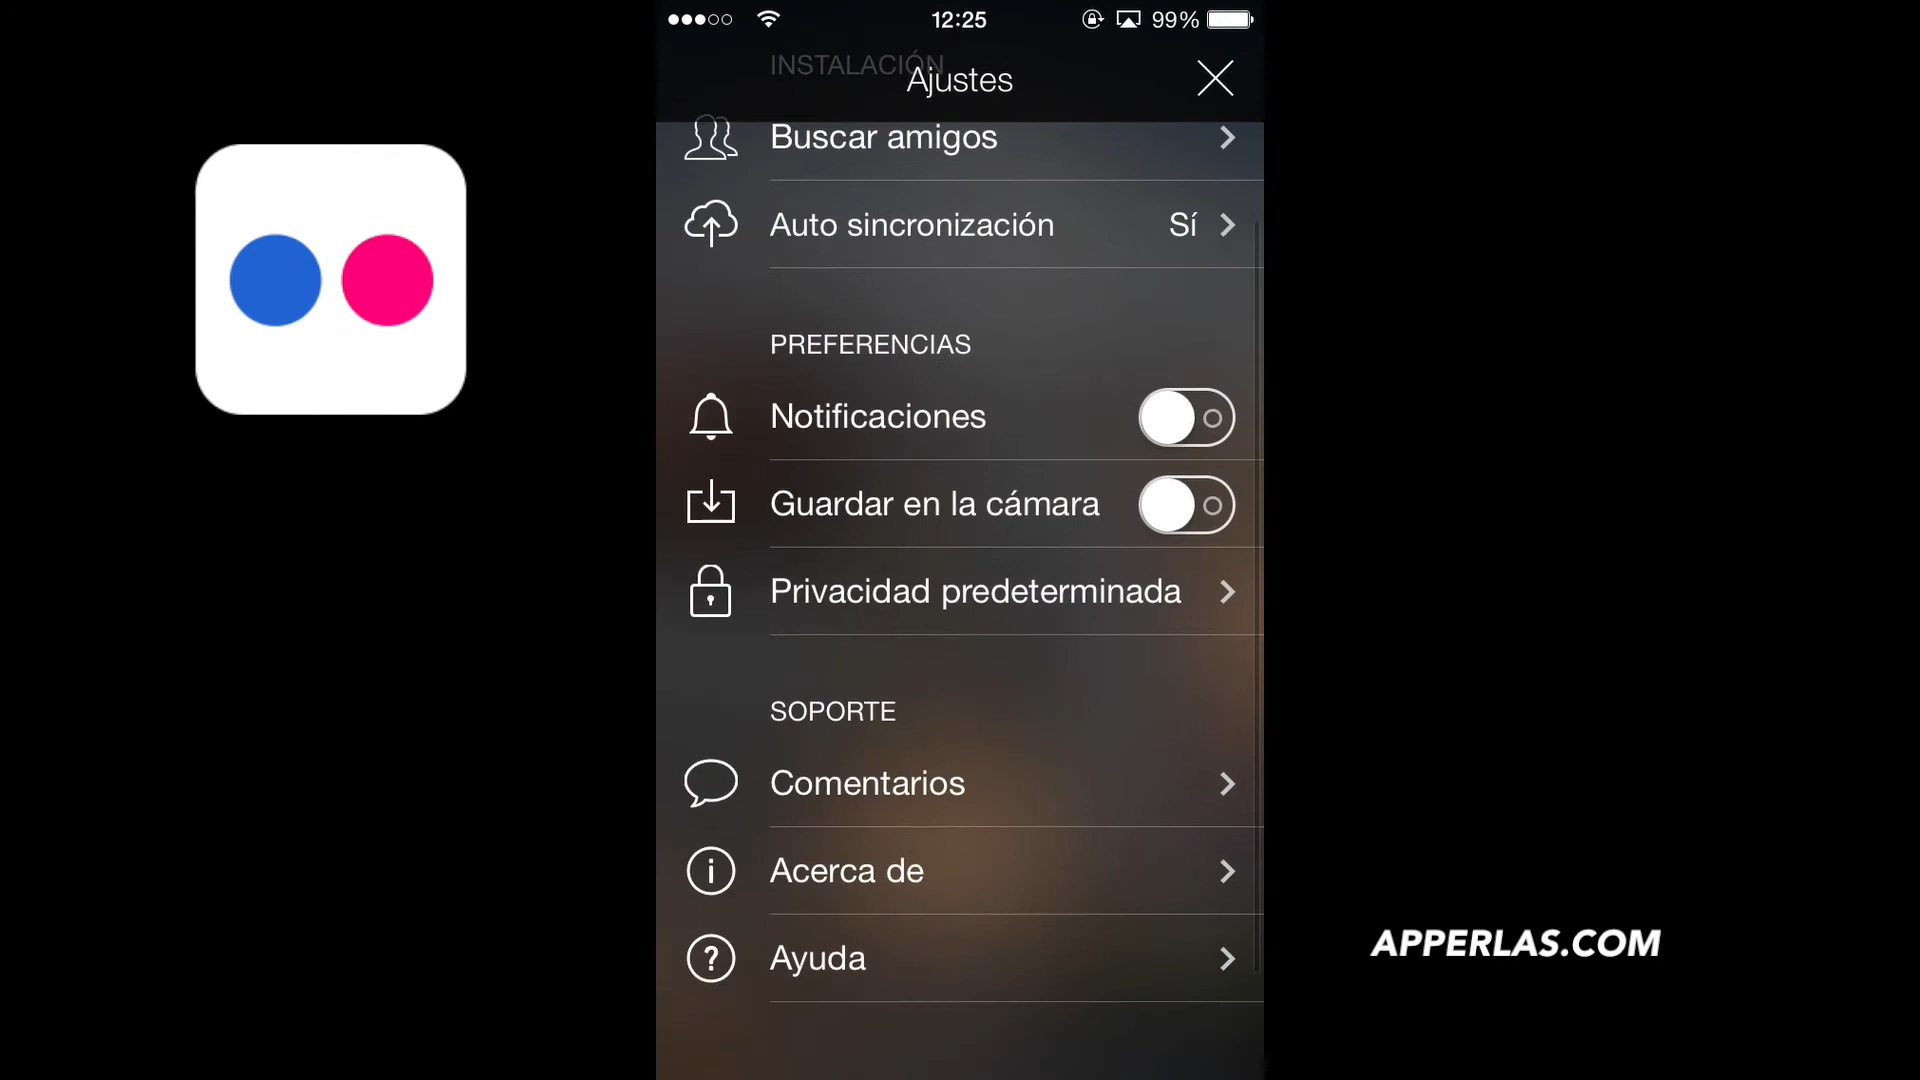 12:25
99%
INSTALACIÓN
Ajustes
Buscar amigos
Auto sincronización Sí
PREFERENCIAS
Notificaciones
Guardar en la cámara
Privacidad predeterminada
SOPORTE
Comentarios
Acerca de
Ayuda
APPERLAS.COM